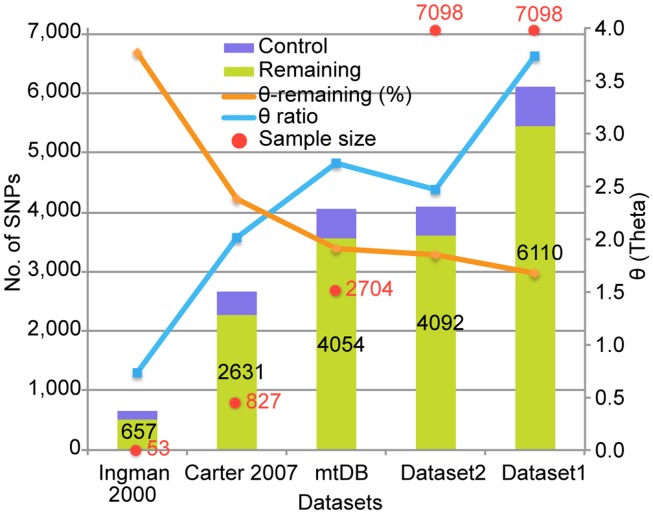 7098 7098
7,000
6,000
5,000
4,000
3,000
2,000
1,000
0
No. of SNPs
Control
Remaining
θ-remaining (%)
θ ratio
Sample size
4.0
3.5
3.0
2.5
2.0
1.5
1.0
0.5
0.0
θ (Theta)
6110
2704
4092
4054
2631
827
657
53
Ingman
2000
Carter 2007
mtDB
Dataset2
Dataset1
Datasets